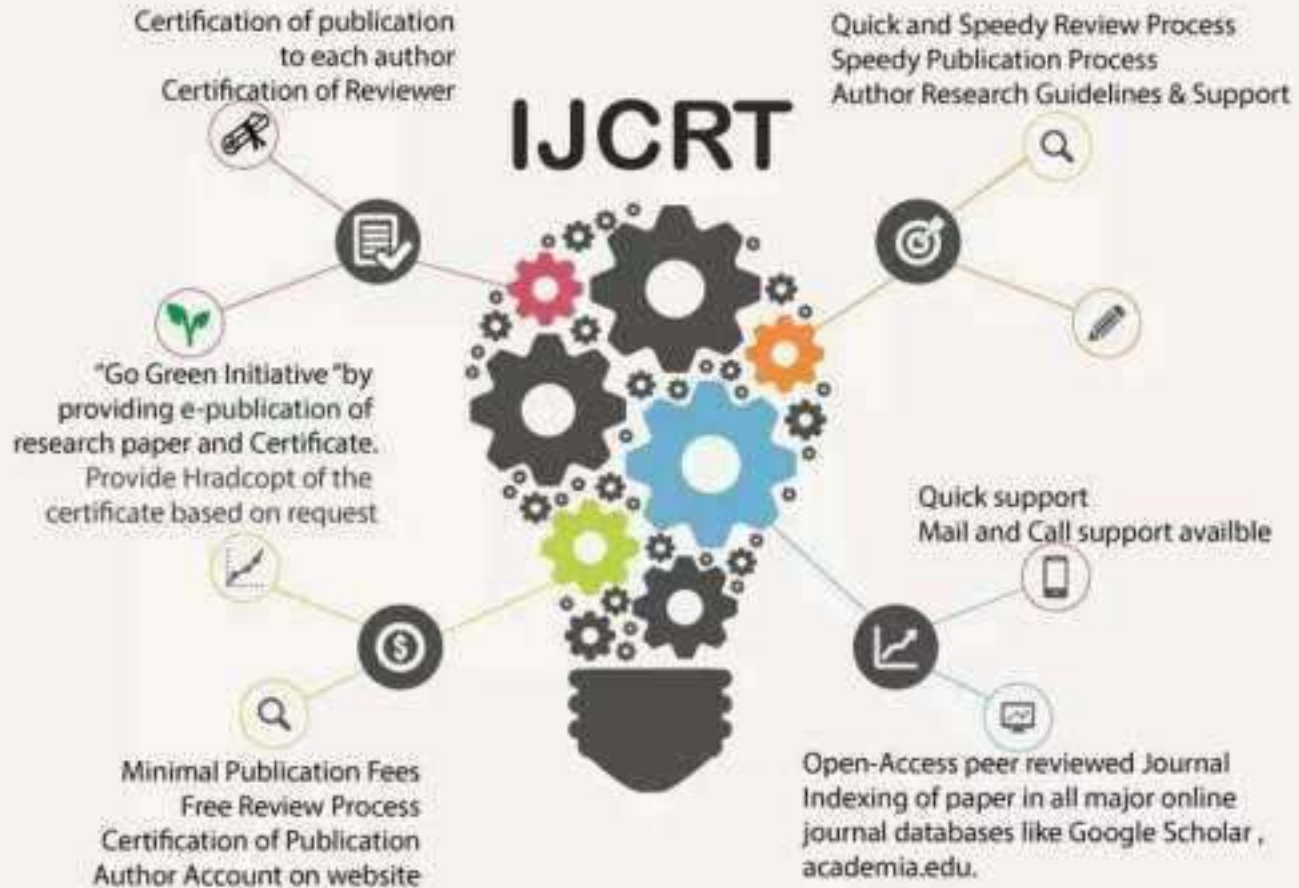 Certification of publication
to each author
Certification of Reviewer
Quick and Speedy Review Process
Speedy Publication Process
Author Research Guidelines & Support
IJCRT
"Go Green Initiative "by
providing e-publication of
research paper and Certificate.
Provide Hradcopt of the
certificate based on request
Quick support
Mail and Call support availble
Minimal Publication Fees
Free Review Process
Certification of Publication
Author Account on website
Open-Access peer reviewed Journal
Indexing of paper in all major online
journal databases like Google Scholar ,
academia.edu.